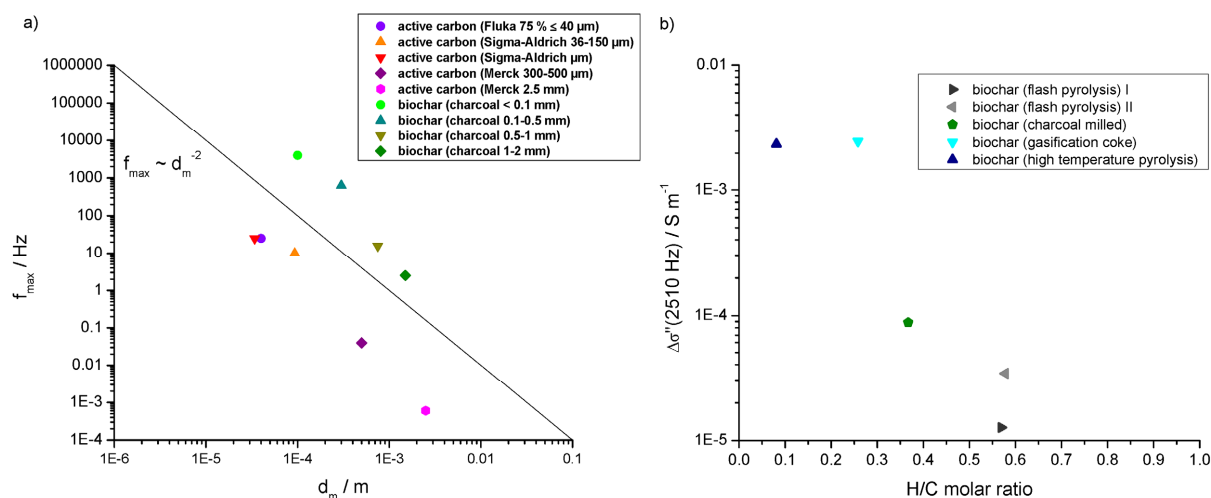 a)
active carbon (Fluka 75 % ≤ 40 µm)
active carbon (Sigma-Aldrich 36-150 µm)
active carbon (Sigma-Aldrich µm)
active carbon (Merck 300-500 µm)
active carbon (Merck 2.5 mm)
biochar (charcoal < 0.1 mm)
biochar (charcoal 0.1-0.5 mm)
biochar (charcoal 0.5-1 mm)
biochar (charcoal 1-2 mm)
1000000
100000
10000
1000
100
10
1
0.1
0.01
1E-3
1E-4
f_max / Hz
f_max ~ d_m^-2
1E-6
1E-5
1E-4
1E-3
0.01
0.1
d_m / m
b)
biochar (flash pyrolysis) I
biochar (flash pyrolysis) II
biochar (charcoal milled)
biochar (gasification coke)
biochar (high temperature pyrolysis)
0.01
1E-3
1E-4
1E-5
Δσ''(2510 Hz) / S m^-1
0.0
0.1
0.2
0.3
0.4
0.5
0.6
0.7
0.8
0.9
1.0
H/C molar ratio